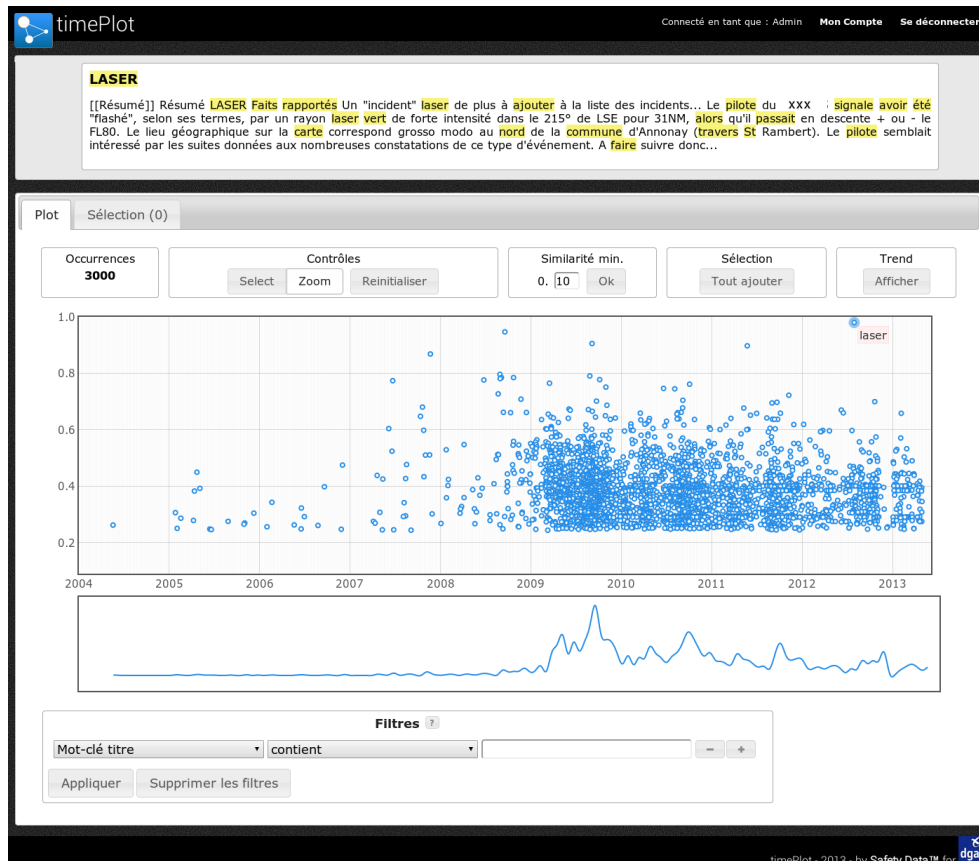 timePlot
Connecté en tant que : Admin Mon Compte Se déconnecter
LASER
[[Résumé]] Résumé LASER Faits rapportés Un "incident" laser de plus à ajouter à la liste des incidents... Le pilote du XXX signale avoir été
"flashé", selon ses termes, par un rayon laser vert de forte intensité dans le 215° de LSE pour 31NM, alors qu'il passait en descente + ou - le
FL80. Le lieu géographique sur la carte correspond grosso modo au nord de la commune d'Annonay (travers St Rambert). Le pilote semblait
intéressé par les suites données aux nombreuses constatations de ce type d'événement. A faire suivre donc...
Plot Sélection (0)
Occurrences Contrôles Similarité min. Sélection Trend
3000 Select Zoom Reinitialiser 0. 10 Ok Tout ajouter Afficher
1.0
laser
0.8
0.6
0.4
0.2
2004 2005 2006 2007 2008 2009 2010 2011 2012 2013
Filtres ?
Mot-clé titre contient - +
Appliquer Supprimer les filtres
timePlot - 2013 - by Safety Data™ for dga